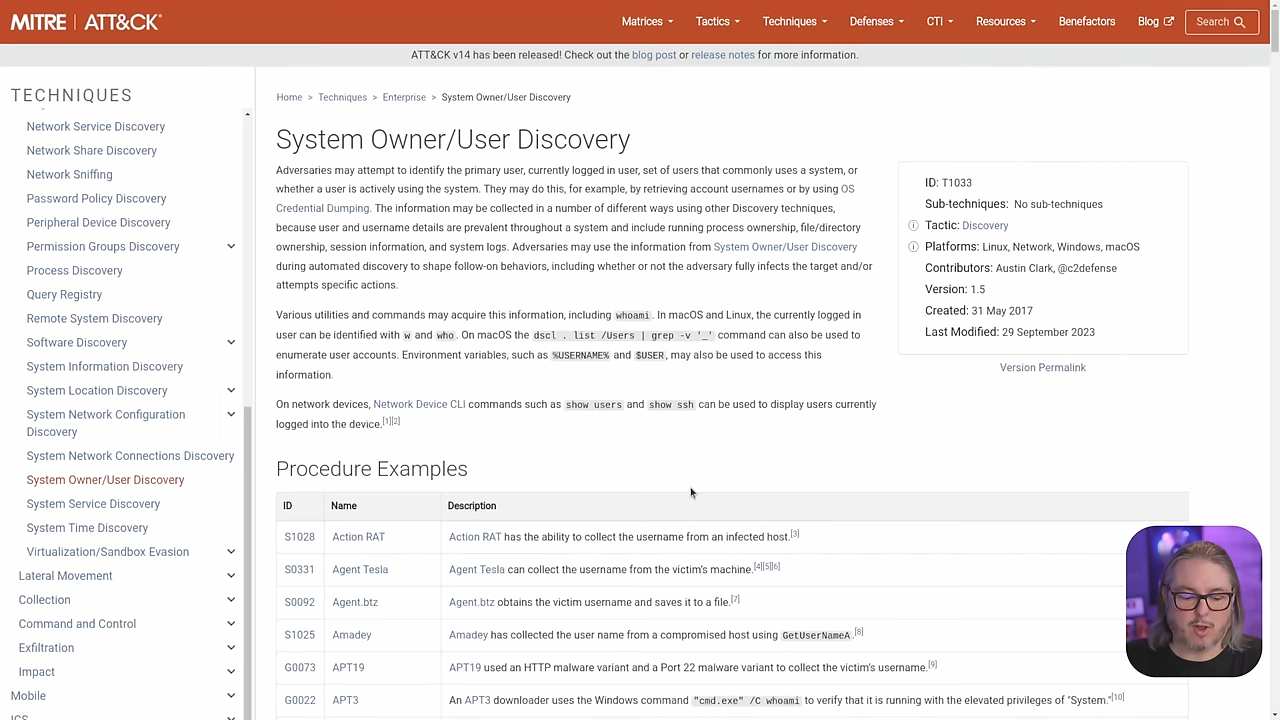 MITRE | ATT&CK®
Matrices Tactics Techniques Defenses CTI Resources Benefactors Blog Search
ATT&CK v14 has been released! Check out the blog post or release notes for more information.
TECHNIQUES
Network Service Discovery
Network Share Discovery
Network Sniffing
Password Policy Discovery
Peripheral Device Discovery
Permission Groups Discovery
Process Discovery
Query Registry
Remote System Discovery
Software Discovery
System Information Discovery
System Location Discovery
System Network Configuration
Discovery
System Network Connections Discovery
System Owner/User Discovery
System Service Discovery
System Time Discovery
Virtualization/Sandbox Evasion
Lateral Movement
Collection
Command and Control
Exfiltration
Impact
Mobile
ICS
Home > Techniques > Enterprise > System Owner/User Discovery
System Owner/User Discovery
Adversaries may attempt to identify the primary user, currently logged in user, set of users that commonly uses a system, or
whether a user is actively using the system. They may do this, for example, by retrieving account usernames or by using OS
Credential Dumping. The information may be collected in a number of different ways using other Discovery techniques,
because user and username details are prevalent throughout a system and include running process ownership, file/directory
ownership, session information, and system logs. Adversaries may use the information from System Owner/User Discovery
during automated discovery to shape follow-on behaviors, including whether or not the adversary fully infects the target and/or
attempts specific actions.
Various utilities and commands may acquire this information, including whoami. In macOS and Linux, the currently logged in
user can be identified with w and who. On macOS the dscl . list /Users | grep -v '_' command can also be used to
enumerate user accounts. Environment variables, such as %USERNAME% and $USER, may also be used to access this
information.
On network devices, Network Device CLI commands such as show users and show ssh can be used to display users currently
logged into the device.[1][2]
ID: T1033
Sub-techniques: No sub-techniques
Tactic: Discovery
Platforms: Linux, Network, Windows, macOS
Contributors: Austin Clark, @c2defense
Version: 1.5
Created: 31 May 2017
Last Modified: 29 September 2023
Version Permalink
Procedure Examples
ID Name Description
S1028 Action RAT Action RAT has the ability to collect the username from an infected host.[3]
S0331 Agent Tesla Agent Tesla can collect the username from the victim's machine.[4][5][6]
S0092 Agent.btz Agent.btz obtains the victim username and saves it to a file.[7]
S1025 Amadey Amadey has collected the user name from a compromised host using GetUserNameA.[8]
G0073 APT19 APT19 used an HTTP malware variant and a Port 22 malware variant to collect the victim's username.[9]
G0022 APT3 An APT3 downloader uses the Windows command "cmd.exe" /C whoami to verify that it is running with the elevated privileges of "System."[10]